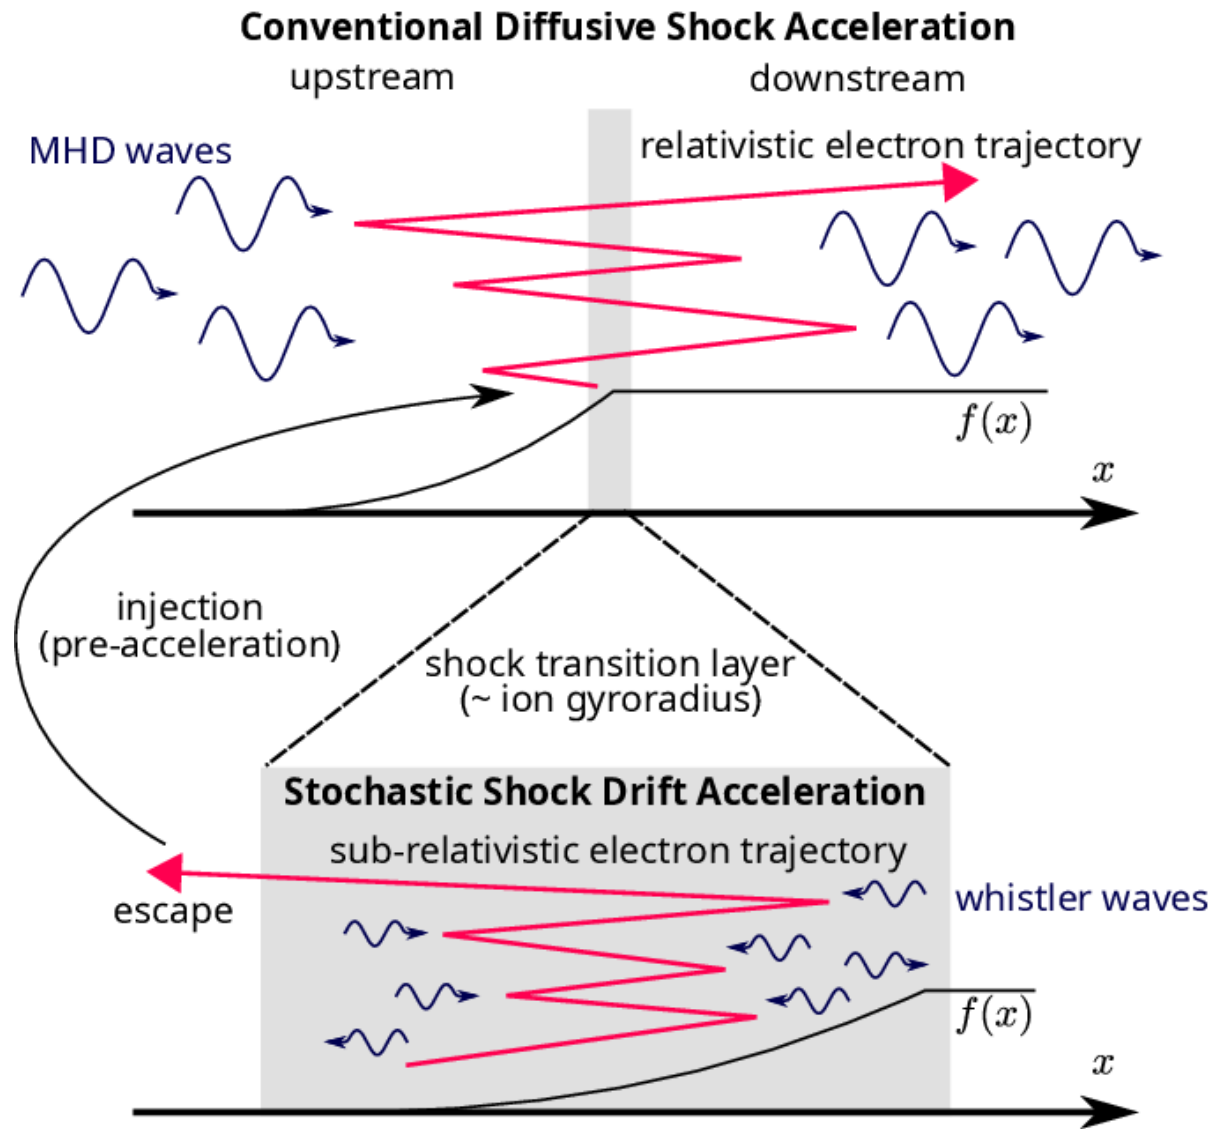 Conventional Diffusive Shock Acceleration
upstream
downstream
MHD waves
relativistic electron trajectory
f(x)
x
injection
(pre-acceleration)
shock transition layer
(~ ion gyroradius)
Stochastic Shock Drift Acceleration
sub-relativistic electron trajectory
escape
whistler waves
f(x)
x